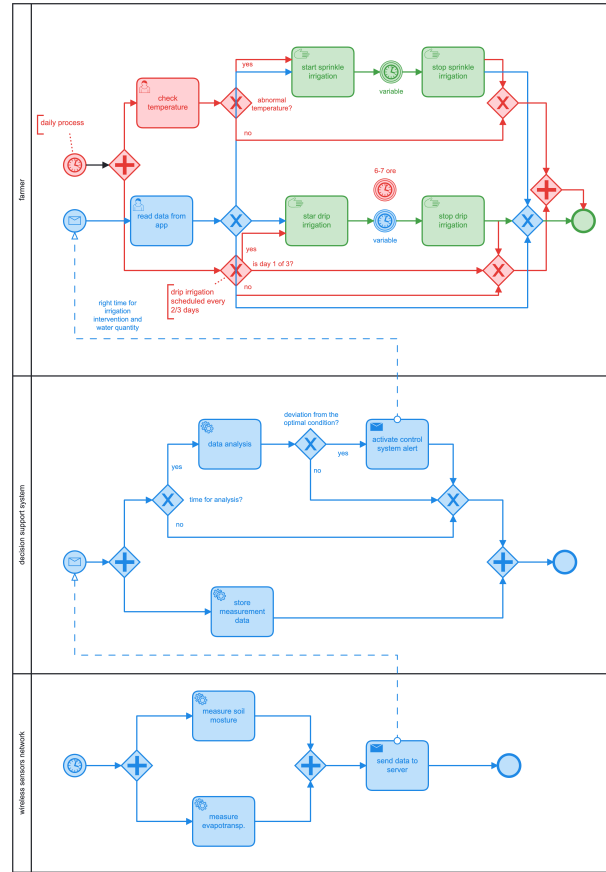 farmer
daily process
check
temperature
yes
abnormal
temperature?
no
start sprinkle
irrigation
variable
stop sprinkle
irrigation
6-7 ore
read data from
app
star drip
irrigation
variable
stop drip
irrigation
yes
is day 1 of 3?
no
drip irrigation
scheduled every
2/3 days
right time for
irrigation
intervention and
water quantity
decision support system
deviation from the
optimal condition?
data analysis
yes
activate control
system alert
yes
no
time for analysis?
no
store
measurement
data
wireless sensors network
measure soil
mosture
send data to
server
measure
evapotransp.